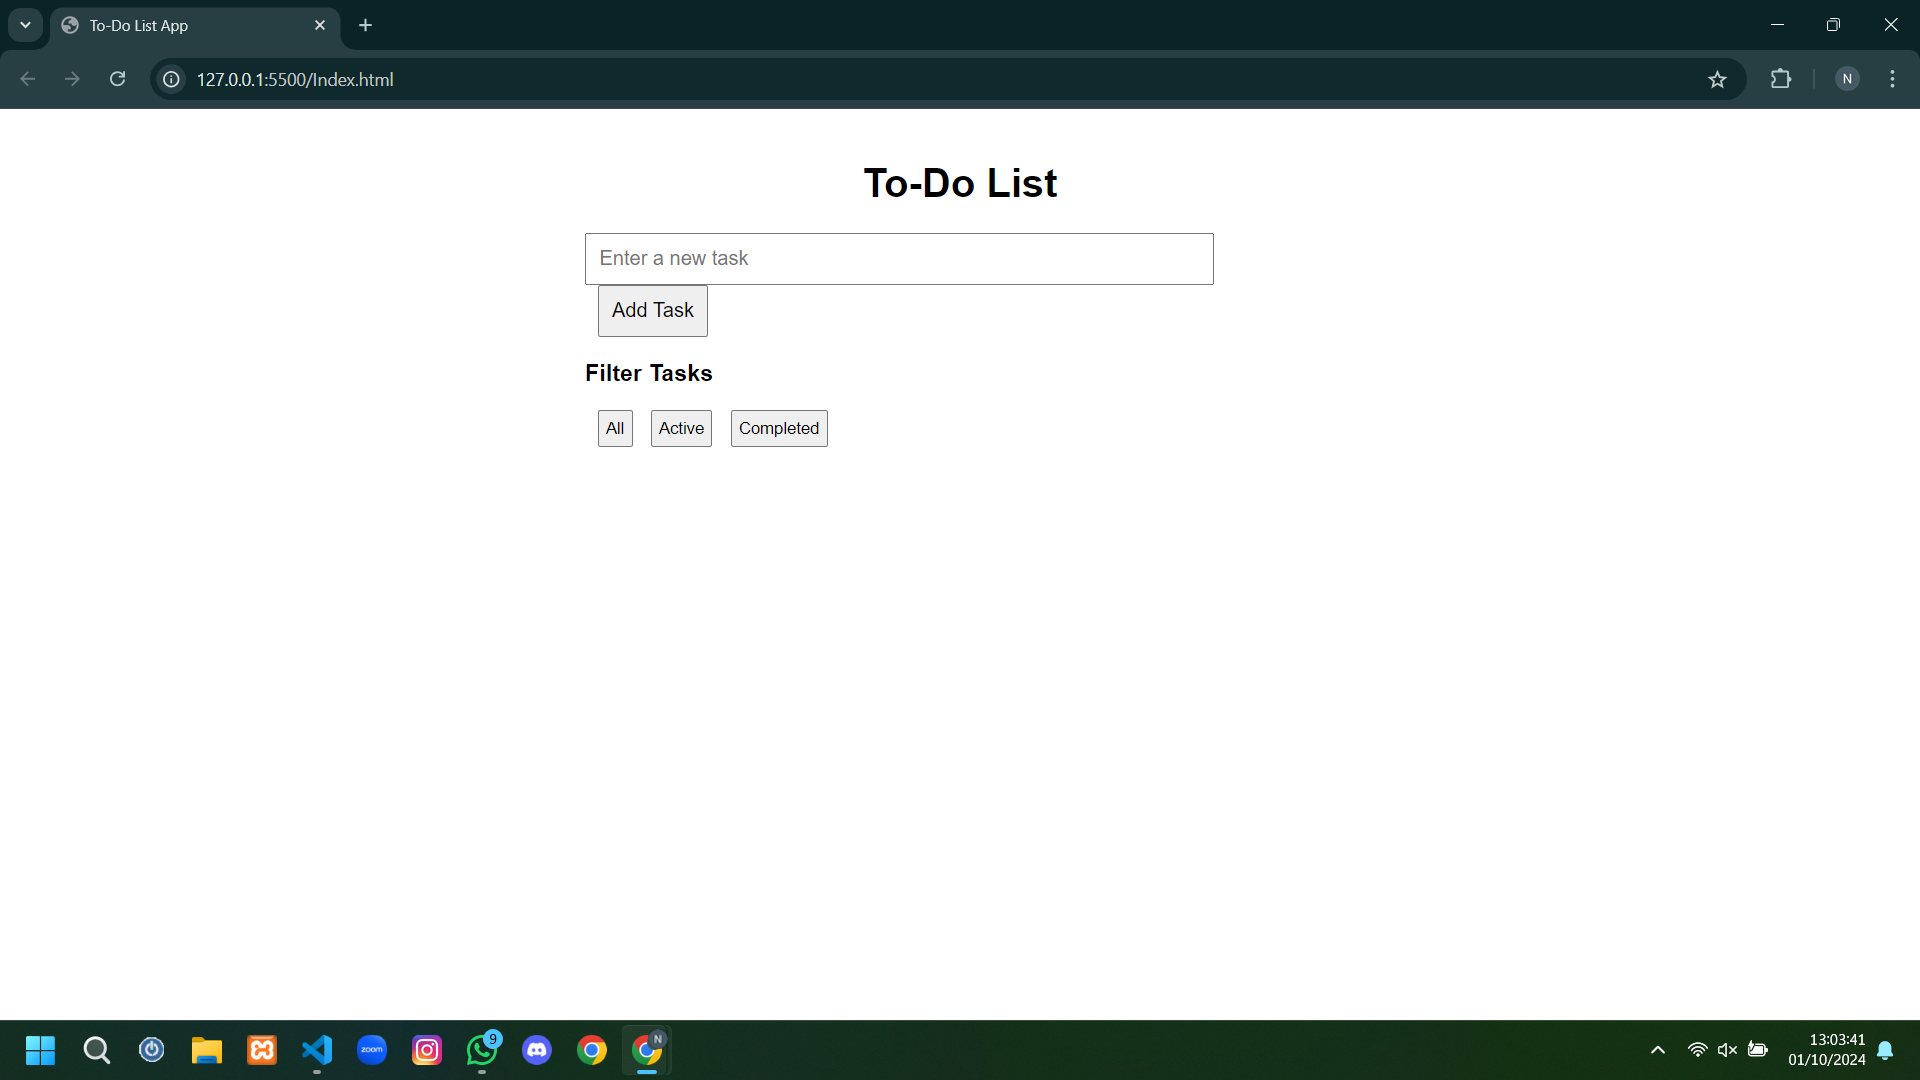 To-Do List App
127.0.0.1:5500/Index.html
N
To-Do List
Enter a new task
Add Task
Filter Tasks
All Active Completed
zoom
9
N
13:03:41
01/10/2024